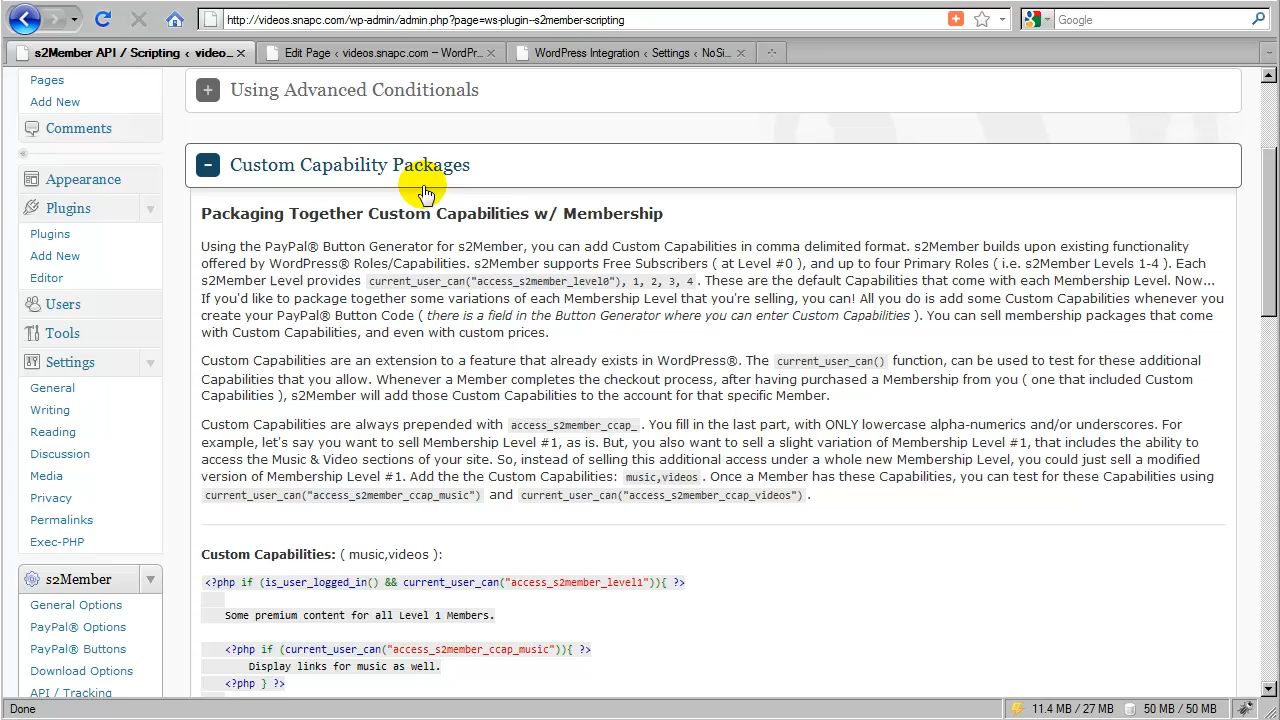 http://videos.snapc.com/wp-admin/admin.php?page=ws-plugin--s2member-scripting
Google
s2Member API / Scripting ‹ video...
Edit Page ‹ videos.snapc.com — WordPr...
WordPress Integration ‹ Settings ‹ NoSi...
Pages
Add New
Comments
Appearance
Plugins
Plugins
Add New
Editor
Users
Tools
Settings
General
Writing
Reading
Discussion
Media
Privacy
Permalinks
Exec-PHP
s2Member
General Options
PayPal® Options
PayPal® Buttons
Download Options
API / Tracking
Using Advanced Conditionals
Custom Capability Packages
Packaging Together Custom Capabilities w/ Membership
Using the PayPal® Button Generator for s2Member, you can add Custom Capabilities in comma delimited format. s2Member builds upon existing functionality
offered by WordPress® Roles/Capabilities. s2Member supports Free Subscribers ( at Level #0 ), and up to four Primary Roles ( i.e. s2Member Levels 1-4 ). Each
s2Member Level provides current_user_can("access_s2member_level0"), 1, 2, 3, 4 . These are the default Capabilities that come with each Membership Level. Now...
If you'd like to package together some variations of each Membership Level that you're selling, you can! All you do is add some Custom Capabilities whenever you
create your PayPal® Button Code ( there is a field in the Button Generator where you can enter Custom Capabilities ). You can sell membership packages that come
with Custom Capabilities, and even with custom prices.
Custom Capabilities are an extension to a feature that already exists in WordPress®. The current_user_can() function, can be used to test for these additional
Capabilities that you allow. Whenever a Member completes the checkout process, after having purchased a Membership from you ( one that included Custom
Capabilities ), s2Member will add those Custom Capabilities to the account for that specific Member.
Custom Capabilities are always prepended with access_s2member_ccap_ . You fill in the last part, with ONLY lowercase alpha-numerics and/or underscores. For
example, let's say you want to sell Membership Level #1, as is. But, you also want to sell a slight variation of Membership Level #1, that includes the ability to
access the Music & Video sections of your site. So, instead of selling this additional access under a whole new Membership Level, you could just sell a modified
version of Membership Level #1. Add the the Custom Capabilities: music,videos . Once a Member has these Capabilities, you can test for these Capabilities using
current_user_can("access_s2member_ccap_music") and current_user_can("access_s2member_ccap_videos") .
Custom Capabilities: ( music,videos ):
<?php if (is_user_logged_in() && current_user_can("access_s2member_level1")){ ?>
Some premium content for all Level 1 Members.
<?php if (current_user_can("access_s2member_ccap_music")){ ?>
Display links for music as well.
<?php } ?>
Done
11.4 MB / 27 MB
50 MB / 50 MB